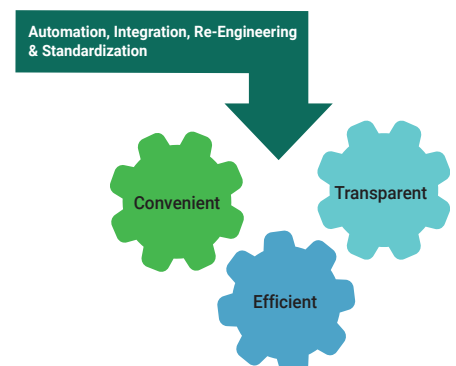 Automation, Integration, Re-Engineering
& Standardization
Convenient
Transparent
Efficient